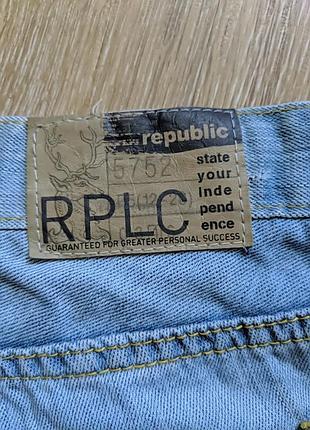 republic
5752
state
your
Inde
pend
ence
RPLC
GUARANTEED FOR GREATER PERSONAL SUCCESS